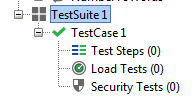 TestSuite 1
TestCase 1
Test Steps (0)
Load Tests (0)
Security Tests (0)